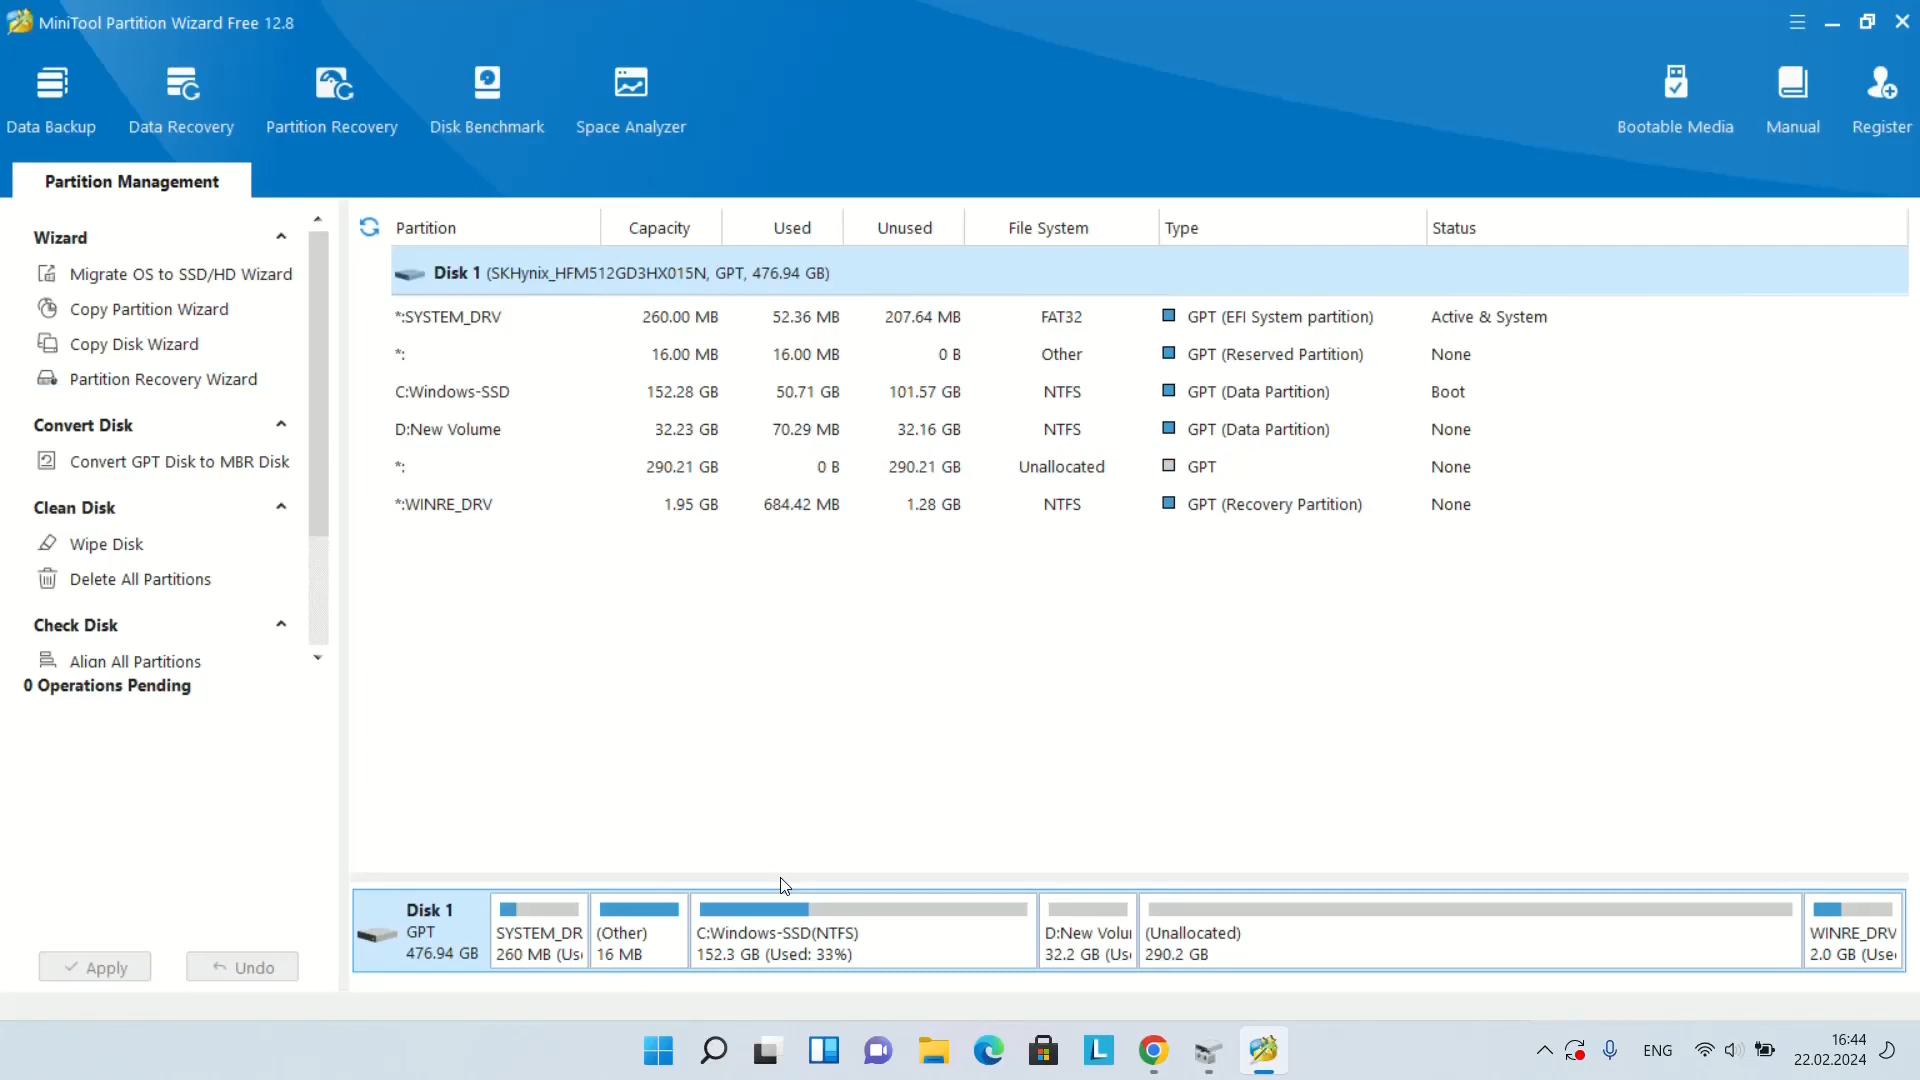 MiniTool Partition Wizard Free 12.8
Data Backup
Data Recovery
Partition Recovery
Disk Benchmark
Space Analyzer
Bootable Media
Manual
Register
Partition Management
Wizard
Migrate OS to SSD/HD Wizard
Copy Partition Wizard
Copy Disk Wizard
Partition Recovery Wizard
Convert Disk
Convert GPT Disk to MBR Disk
Clean Disk
Wipe Disk
Delete All Partitions
Check Disk
Align All Partitions
0 Operations Pending
Apply
Undo
Partition Capacity Used Unused File System Type Status
Disk 1 (SKHynix_HFM512GD3HX015N, GPT, 476.94 GB)
*:SYSTEM_DRV 260.00 MB 52.36 MB 207.64 MB FAT32 GPT (EFI System partition) Active & System
*: 16.00 MB 16.00 MB 0 B Other GPT (Reserved Partition) None
C:Windows-SSD 152.28 GB 50.71 GB 101.57 GB NTFS GPT (Data Partition) Boot
D:New Volume 32.23 GB 70.29 MB 32.16 GB NTFS GPT (Data Partition) None
*: 290.21 GB 0 B 290.21 GB Unallocated GPT None
*:WINRE_DRV 1.95 GB 684.42 MB 1.28 GB NTFS GPT (Recovery Partition) None
Disk 1
GPT
476.94 GB
SYSTEM_DR
260 MB (Us
(Other)
16 MB
C:Windows-SSD(NTFS)
152.3 GB (Used: 33%)
D:New Volu
32.2 GB (Us
(Unallocated)
290.2 GB
WINRE_DRV
2.0 GB (Use
L
ENG
16:44
22.02.2024